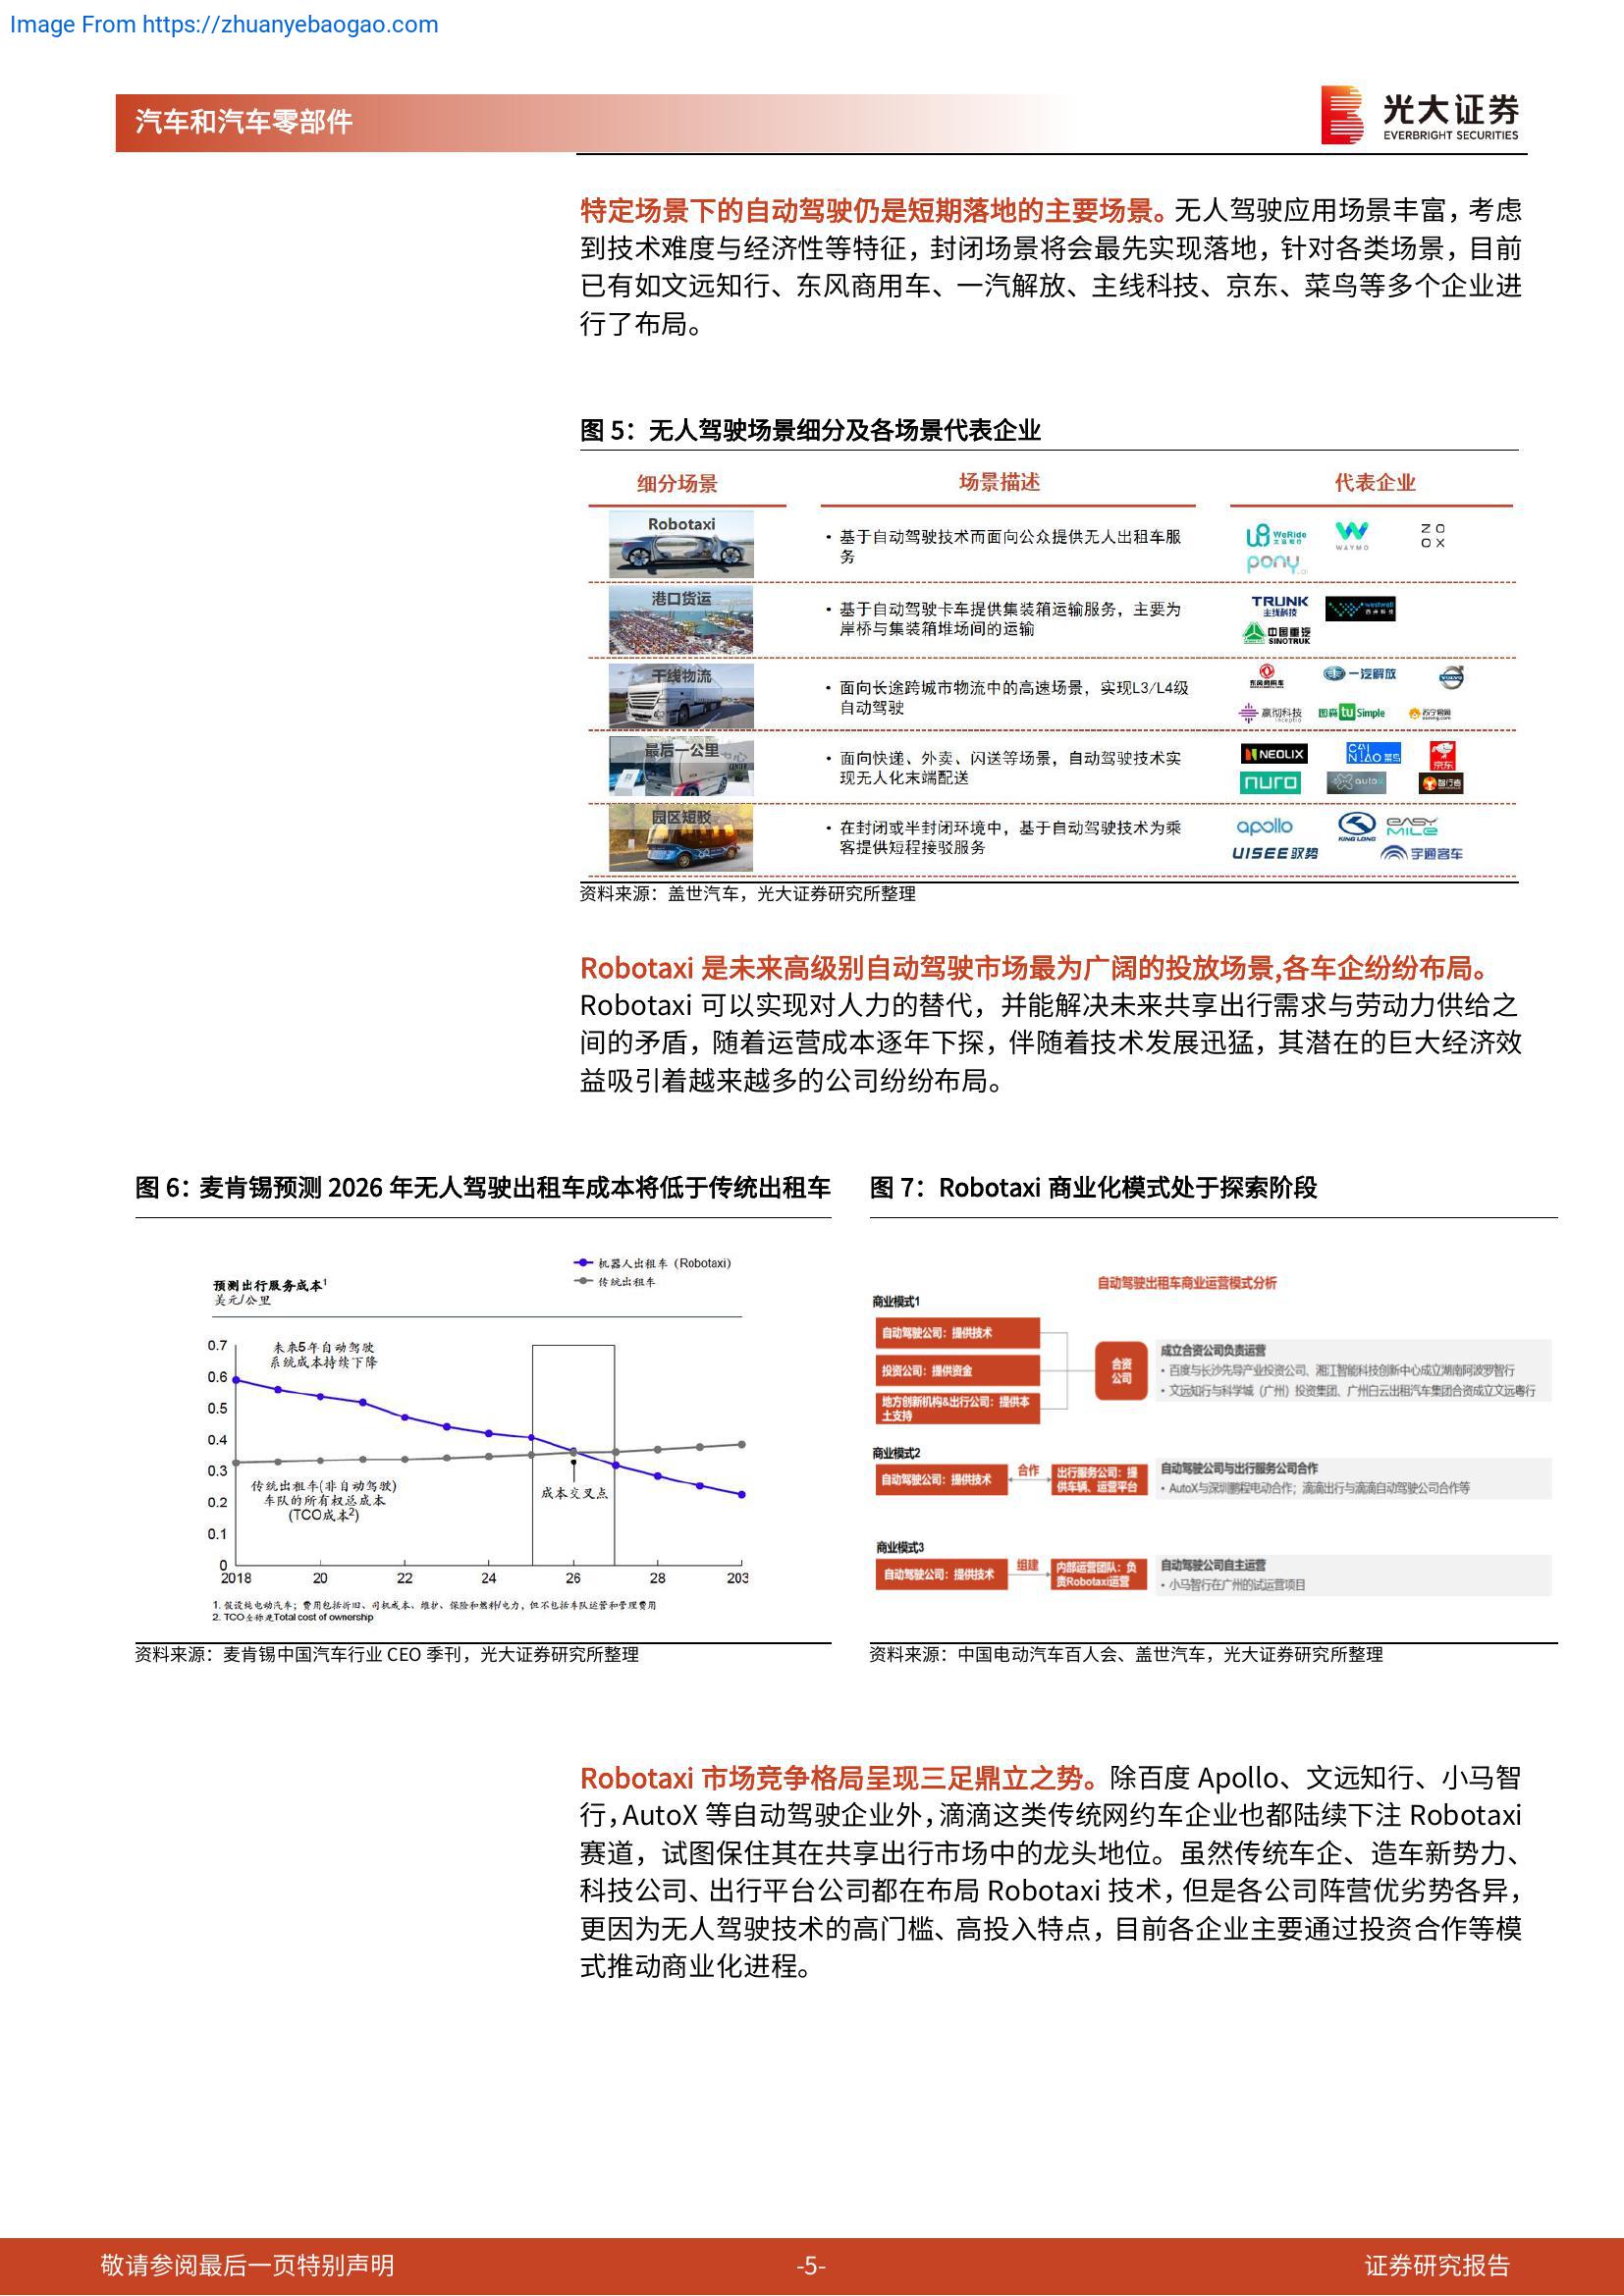 Image From https://zhuanyebaogao.com
汽车和汽车零部件
光大证券
EVERBRIGHT SECURITIES
特定场景下的自动驾驶仍是短期落地的主要场景。无人驾驶应用场景丰富，考虑
到技术难度与经济性等特征，封闭场景将会最先实现落地，针对各类场景，目前
已有如文远知行、东风商用车、一汽解放、主线科技、京东、菜鸟等多个企业进
行了布局。
图 5：无人驾驶场景细分及各场景代表企业
细分场景
场景描述
代表企业
Robotaxi
• 基于自动驾驶技术而面向公众提供无人出租车服
务
WeRide
文远知行
WAYMO
ZO
OX
pony.ai
港口货运
• 基于自动驾驶卡车提供集装箱运输服务，主要为
岸桥与集装箱堆场间的运输
TRUNK
主线科技
westwell
西井科技
中国重汽
SINOTRUK
干线物流
• 面向长途跨城市物流中的高速场景，实现L3/L4级
自动驾驶
东风商用车
一汽解放
VOLVO
赢彻科技
inceptio
图森 tu Simple
苏宁易购
suning.com
最后一公里
• 面向快递、外卖、闪送等场景，自动驾驶技术实
现无人化末端配送
NEOLIX
CAI
NIAO 菜鸟
京东
nuro
autox
智行者
园区短驳
• 在封闭或半封闭环境中，基于自动驾驶技术为乘
客提供短程接驳服务
apollo
KING LONG
EASY
MILE
UISEE 驭势
宇通客车
资料来源：盖世汽车，光大证券研究所整理
Robotaxi 是未来高级别自动驾驶市场最为广阔的投放场景,各车企纷纷布局。
Robotaxi 可以实现对人力的替代，并能解决未来共享出行需求与劳动力供给之
间的矛盾，随着运营成本逐年下探，伴随着技术发展迅猛，其潜在的巨大经济效
益吸引着越来越多的公司纷纷布局。
图 6：麦肯锡预测 2026 年无人驾驶出租车成本将低于传统出租车
机器人出租车（Robotaxi）
传统出租车
预测出行服务成本1
美元/公里
0.7
0.6
0.5
0.4
0.3
0.2
0.1
0
未来5年自动驾驶
系统成本持续下降
传统出租车(非自动驾驶)
车队的所有权总成本
(TCO成本2)
成本交叉点
2018 20 22 24 26 28 203
1. 假设纯电动汽车；费用包括折旧、司机成本、维护、保险和燃料/电力，但不包括车队运营和管理费用
2. TCO全称是Total cost of ownership
资料来源：麦肯锡中国汽车行业 CEO 季刊，光大证券研究所整理
图 7：Robotaxi 商业化模式处于探索阶段
自动驾驶出租车商业运营模式分析
商业模式1
自动驾驶公司：提供技术
投资公司：提供资金
地方创新机构&出行公司：提供本
土支持
合资
公司
成立合资公司负责运营
• 百度与长沙先导产业投资公司、湘江智能科技创新中心成立湖南阿波罗智行
• 文远知行与科学城（广州）投资集团、广州白云出租汽车集团合资成立文远粤行
商业模式2
自动驾驶公司：提供技术
合作
出行服务公司：提
供车辆、运营平台
自动驾驶公司与出行服务公司合作
• AutoX与深圳鹏程电动合作；滴滴出行与滴滴自动驾驶公司合作等
商业模式3
自动驾驶公司：提供技术
组建
内部运营团队：负
责Robotaxi运营
自动驾驶公司自主运营
• 小马智行在广州的试运营项目
资料来源：中国电动汽车百人会、盖世汽车，光大证券研究所整理
Robotaxi 市场竞争格局呈现三足鼎立之势。除百度 Apollo、文远知行、小马智
行，AutoX 等自动驾驶企业外，滴滴这类传统网约车企业也都陆续下注 Robotaxi
赛道，试图保住其在共享出行市场中的龙头地位。虽然传统车企、造车新势力、
科技公司、出行平台公司都在布局 Robotaxi 技术，但是各公司阵营优劣势各异，
更因为无人驾驶技术的高门槛、高投入特点，目前各企业主要通过投资合作等模
式推动商业化进程。
敬请参阅最后一页特别声明
-5-
证券研究报告